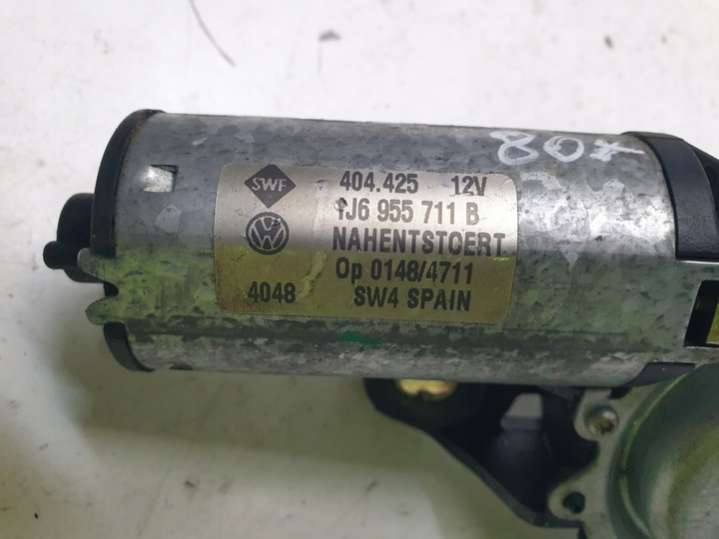 80*
SWF 404.425 12V
1J6 955 711 B
NAHENTSTOERT
Op 0148/4711
4048 SW4 SPAIN